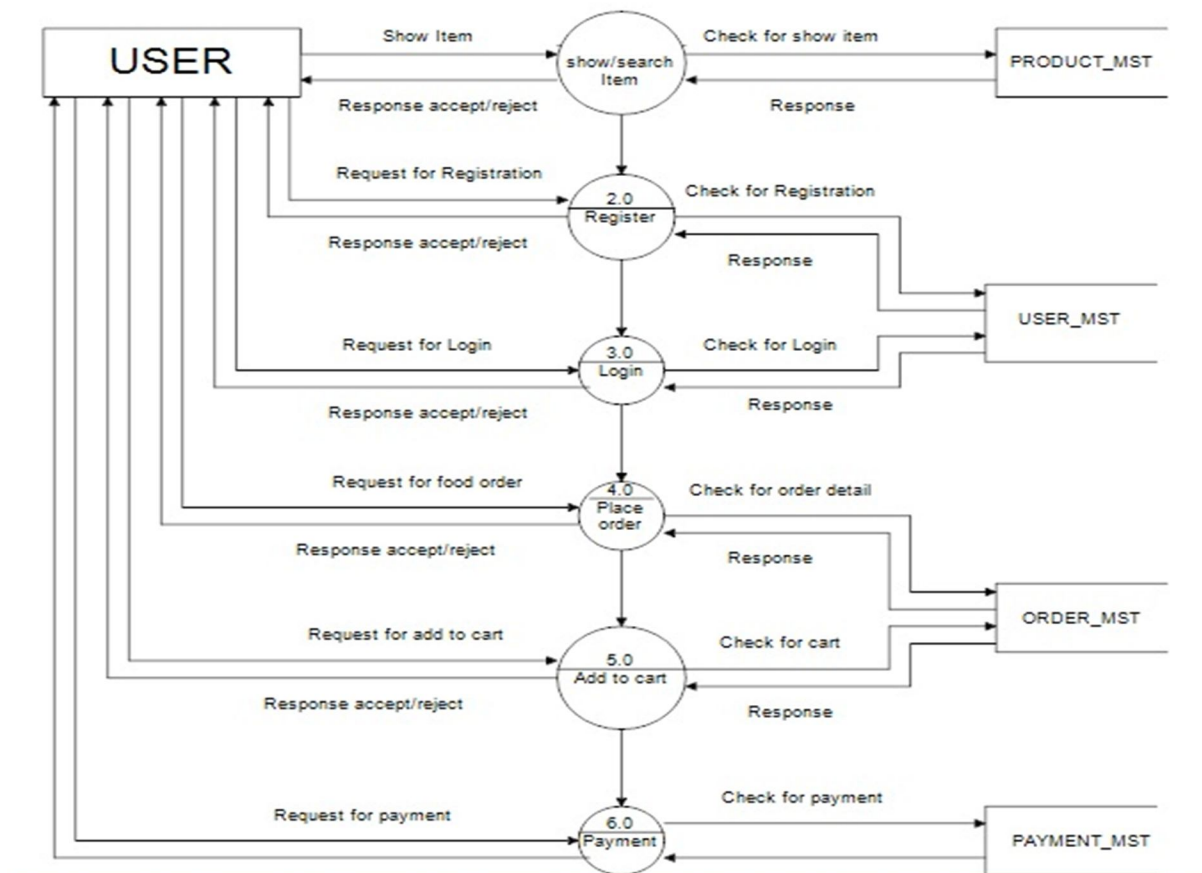 USER
Show Item
show/search
Item
Check for show item
PRODUCT_MST
Response accept/reject
Response
Request for Registration
2.0
Register
Check for Registration
Response accept/reject
Response
USER_MST
Request for Login
3.0
Login
Check for Login
Response accept/reject
Response
Request for food order
4.0
Place
order
Check for order detail
Response accept/reject
Response
ORDER_MST
Request for add to cart
5.0
Add to cart
Check for cart
Response accept/reject
Response
Request for payment
6.0
Payment
Check for payment
PAYMENT_MST